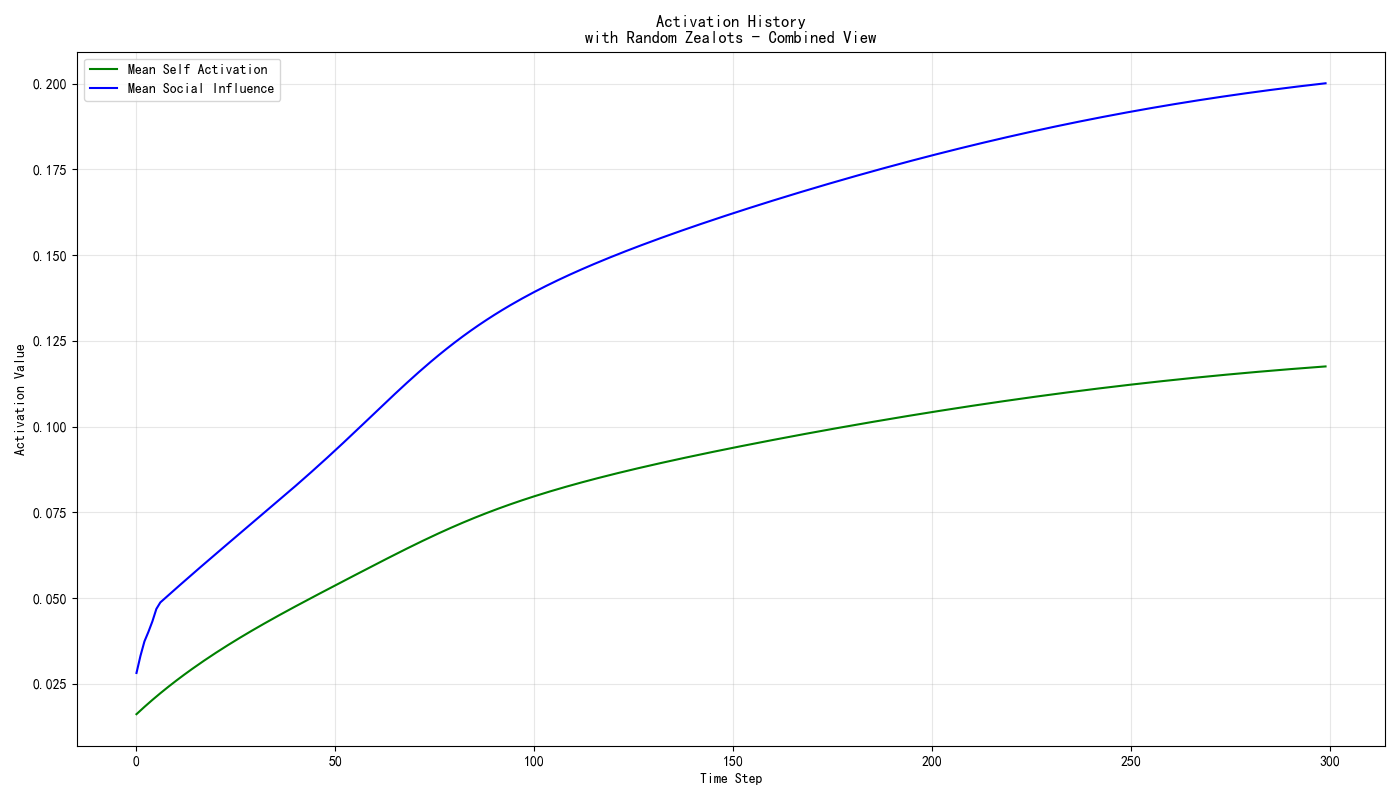 Activation History
with Random Zealots - Combined View
Mean Self Activation
Mean Social Influence
Activation Value
0.200
0.175
0.150
0.125
0.100
0.075
0.050
0.025
0 50 100 150 200 250 300
Time Step